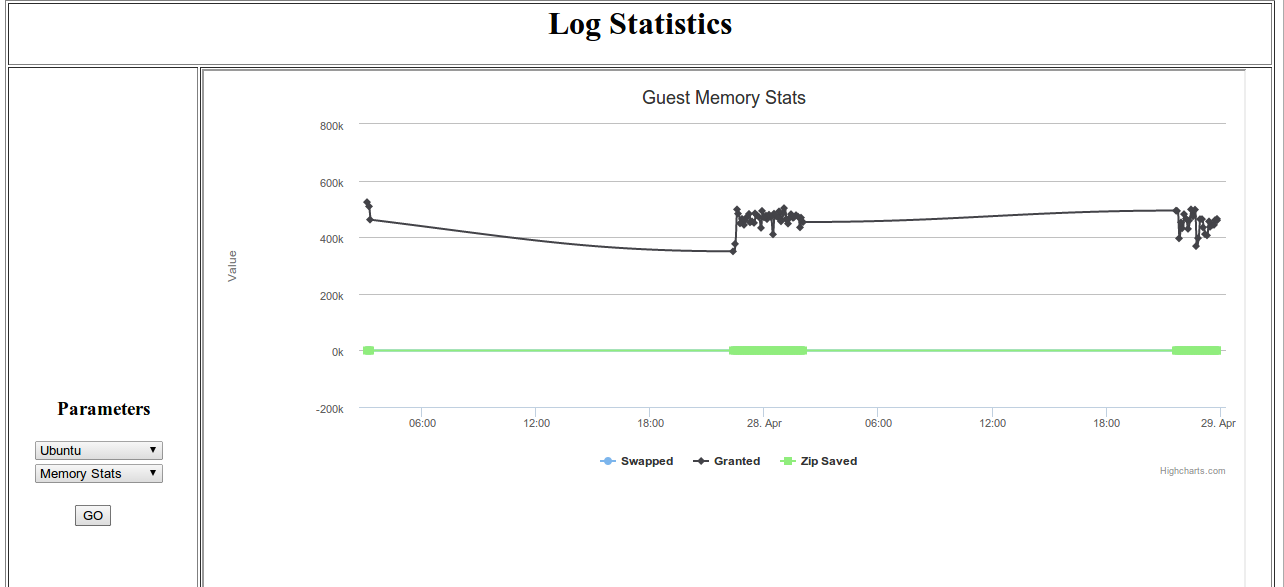 Log Statistics
Guest Memory Stats
800k
600k
400k
200k
0k
-200k
Value
06:00 12:00 18:00 28. Apr 06:00 12:00 18:00 29. Apr
Swapped Granted Zip Saved
Highcharts.com
Parameters
Ubuntu
Memory Stats
GO